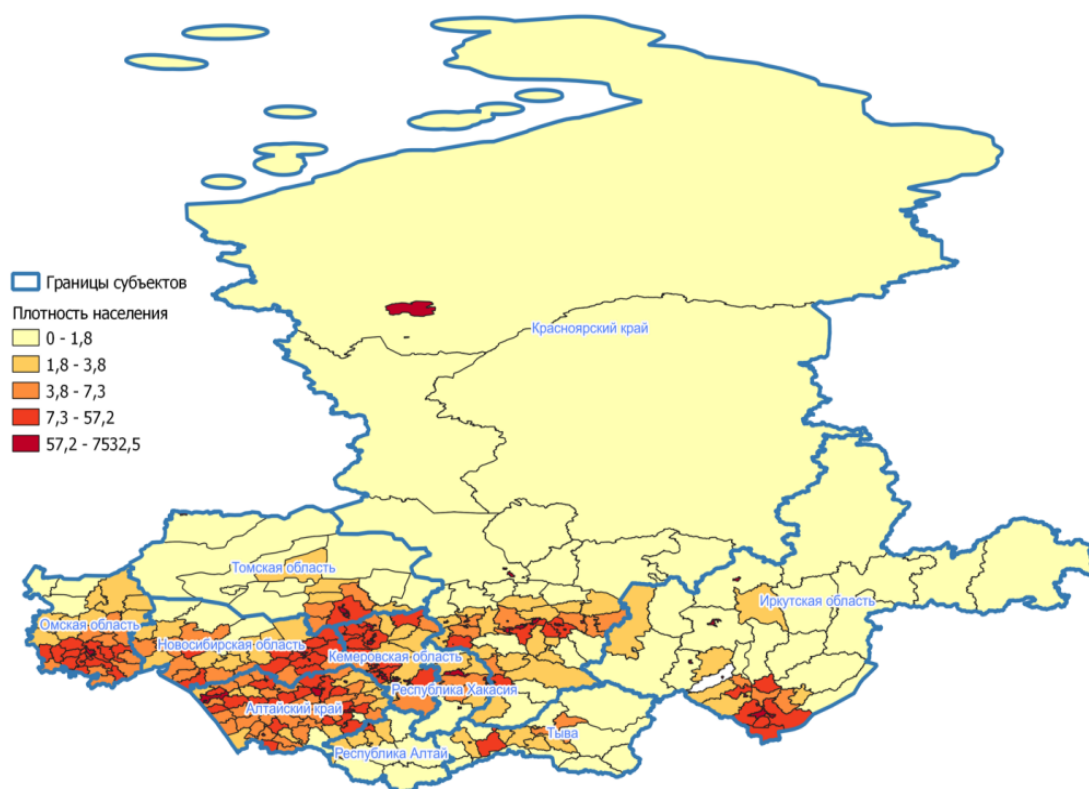 Границы субъектов
Плотность населения
0 - 1,8
1,8 - 3,8
3,8 - 7,3
7,3 - 57,2
57,2 - 7532,5
Красноярский край
Томская область
Омская область
Новосибирская область
Кемеровская область
Иркутская область
Республика Хакасия
Алтайский край
Республика Алтай
Тыва